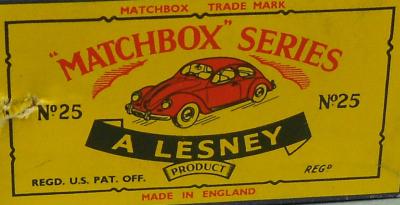 MATCHBOX TRADE MARK
"MATCHBOX" SERIES
Nº25 Nº25
A LESNEY
PRODUCT
REGD. U.S. PAT. OFF. REGD
MADE IN ENGLAND